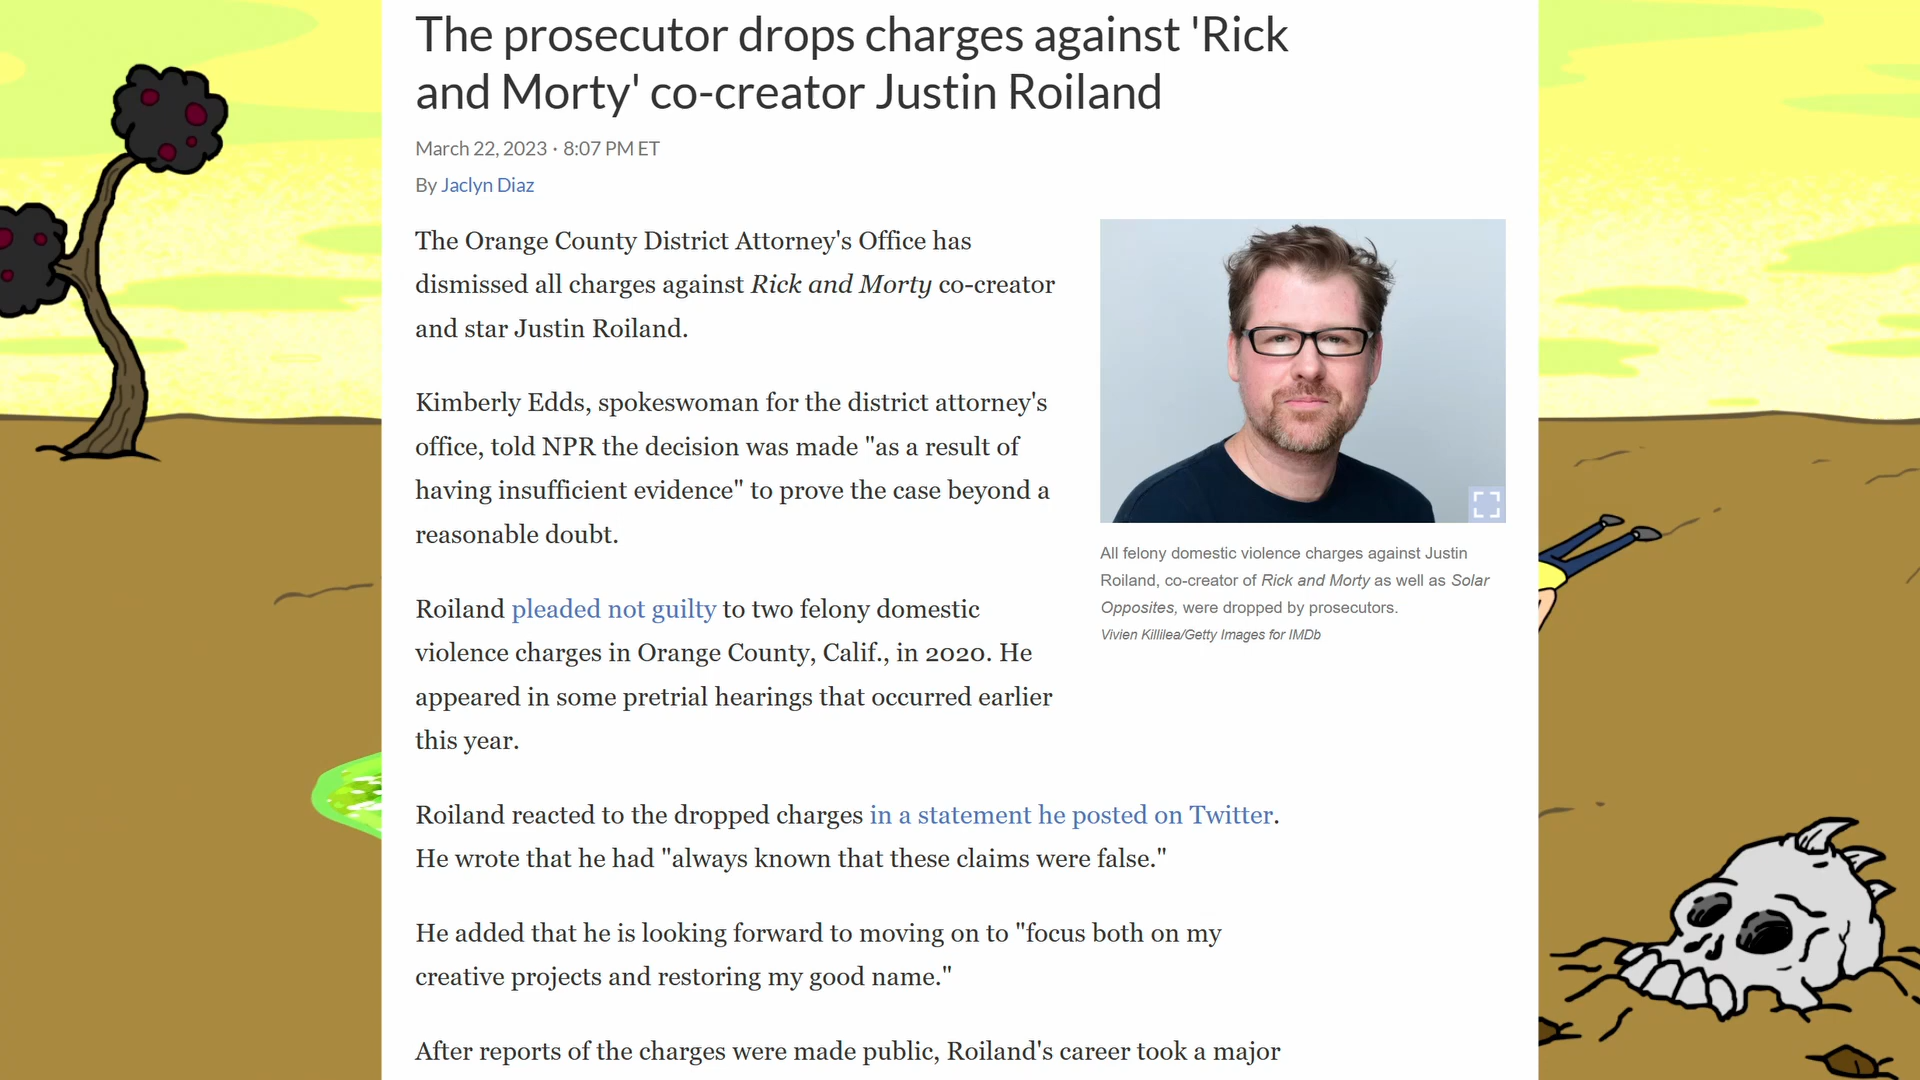 The prosecutor drops charges against 'Rick
and Morty' co-creator Justin Roiland
March 22, 2023 · 8:07 PM ET
By Jaclyn Diaz
The Orange County District Attorney's Office has
dismissed all charges against Rick and Morty co-creator
and star Justin Roiland.
Kimberly Edds, spokeswoman for the district attorney's
office, told NPR the decision was made "as a result of
having insufficient evidence" to prove the case beyond a
reasonable doubt.
Roiland pleaded not guilty to two felony domestic
violence charges in Orange County, Calif., in 2020. He
appeared in some pretrial hearings that occurred earlier
this year.
All felony domestic violence charges against Justin
Roiland, co-creator of Rick and Morty as well as Solar
Opposites, were dropped by prosecutors.
Vivien Killilea/Getty Images for IMDb
Roiland reacted to the dropped charges in a statement he posted on Twitter.
He wrote that he had "always known that these claims were false."
He added that he is looking forward to moving on to "focus both on my
creative projects and restoring my good name."
After reports of the charges were made public, Roiland's career took a major